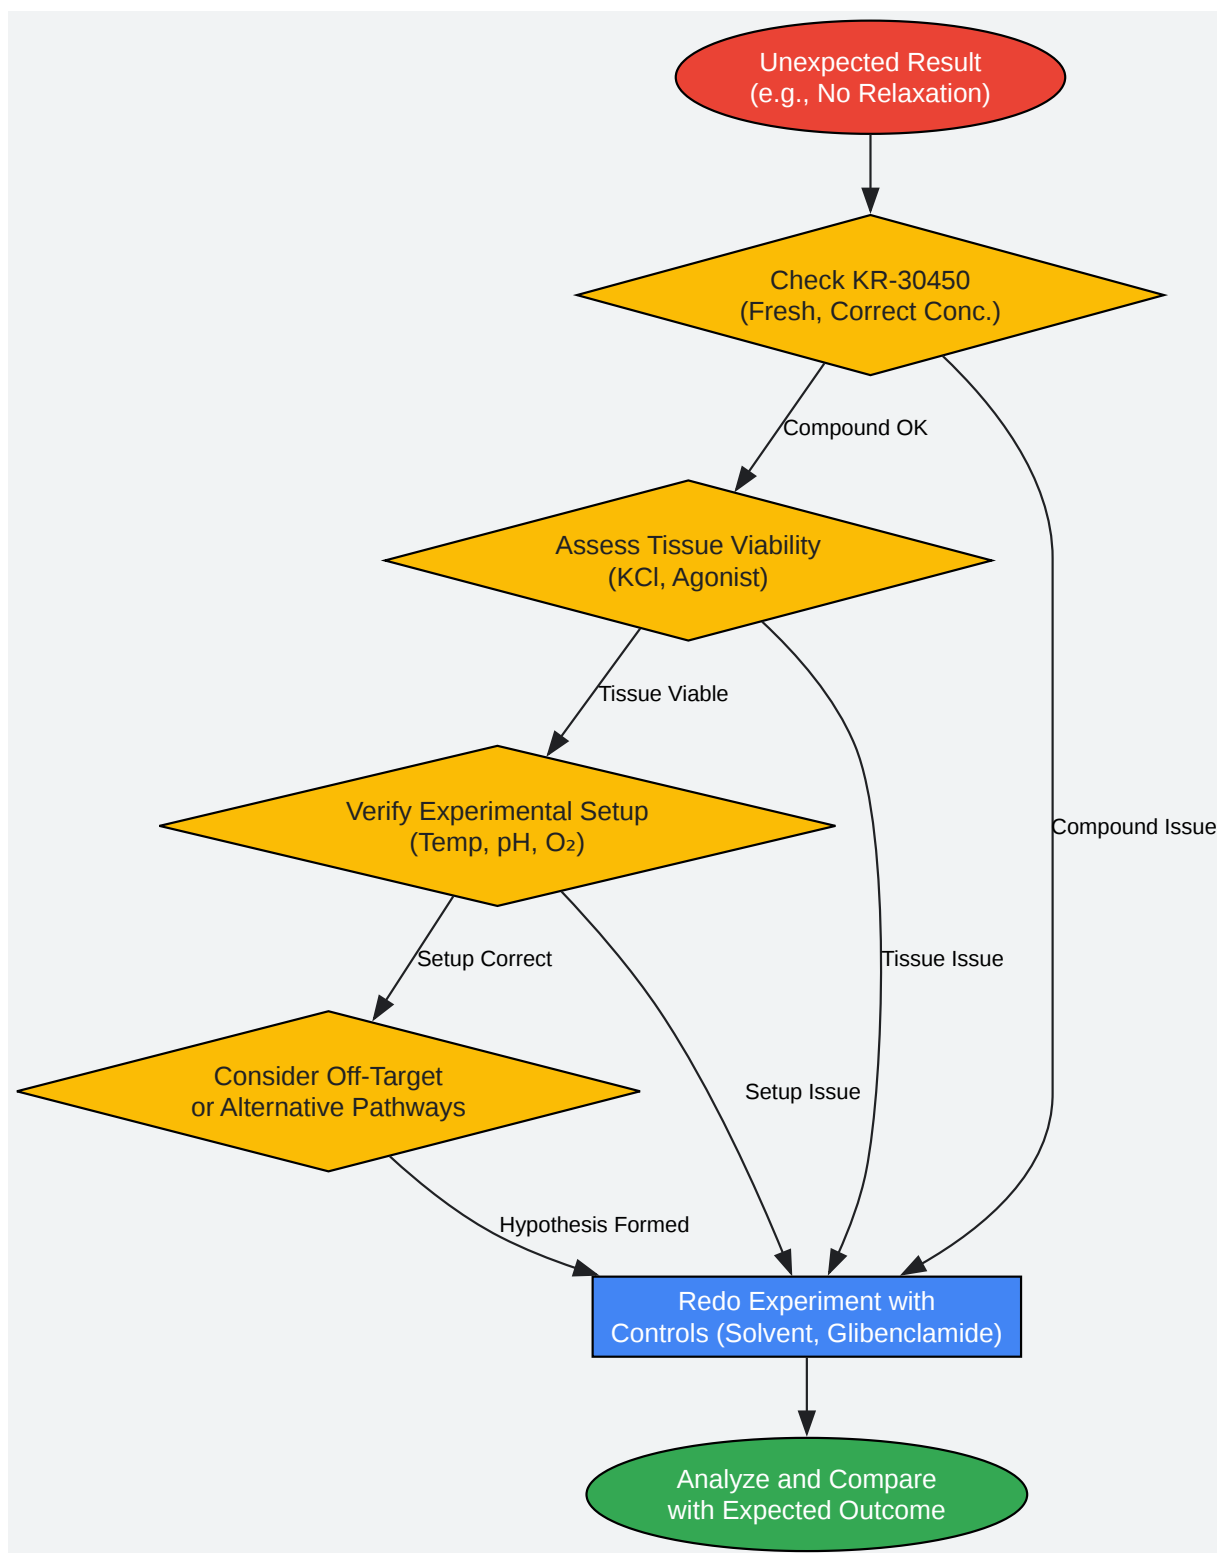 Unexpected Result
(e.g., No Relaxation)
Check KR-30450
(Fresh, Correct Conc.)
Compound OK
Assess Tissue Viability
(KCl, Agonist)
Tissue Viable
Verify Experimental Setup
(Temp, pH, O₂)
Compound Issue
Setup Correct
Tissue Issue
Consider Off-Target
or Alternative Pathways
Setup Issue
Hypothesis Formed
Redo Experiment with
Controls (Solvent, Glibenclamide)
Analyze and Compare
with Expected Outcome